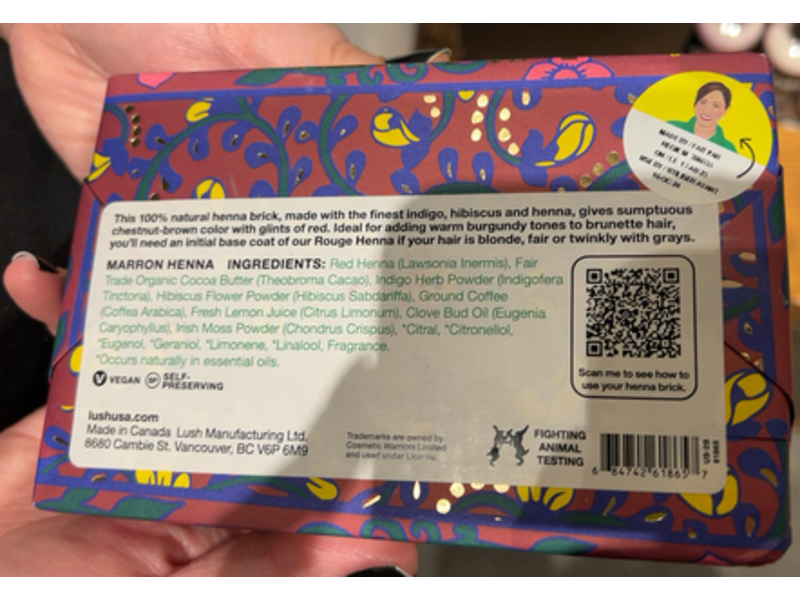 This 100% natural henna brick, made with the finest indigo, hibiscus and henna, gives sumptuous
chestnut-brown color with glints of red. Ideal for adding warm burgundy tones to brunette hair,
you'll need an initial base coat of our Rouge Henna if your hair is blonde, fair or twinkly with grays.
MARRON HENNA INGREDIENTS: Red Henna (Lawsonia Inermis), Fair
Trade Organic Cocoa Butter (Theobroma Cacao), Indigo Herb Powder (Indigofera
Tinctoria), Hibiscus Flower Powder (Hibiscus Sabdariffa), Ground Coffee
(Coffea Arabica), Fresh Lemon Juice (Citrus Limonum), Clove Bud Oil (Eugenia
Caryophyllus), Irish Moss Powder (Chondrus Crispus), *Citral, *Citronellol,
*Eugenol, *Geraniol, *Limonene, *Linalool, Fragrance.
*Occurs naturally in essential oils.
V VEGAN SP SELF-
PRESERVING
Scan me to see how to
use your henna brick.
lushusa.com
Made in Canada Lush Manufacturing Ltd.
8680 Cambie St. Vancouver, BC V6P 6M9
Trademarks are owned by
Cosmetic Warriors Limited
and used under License.
FIGHTING
ANIMAL
TESTING
6 84742 61865 7